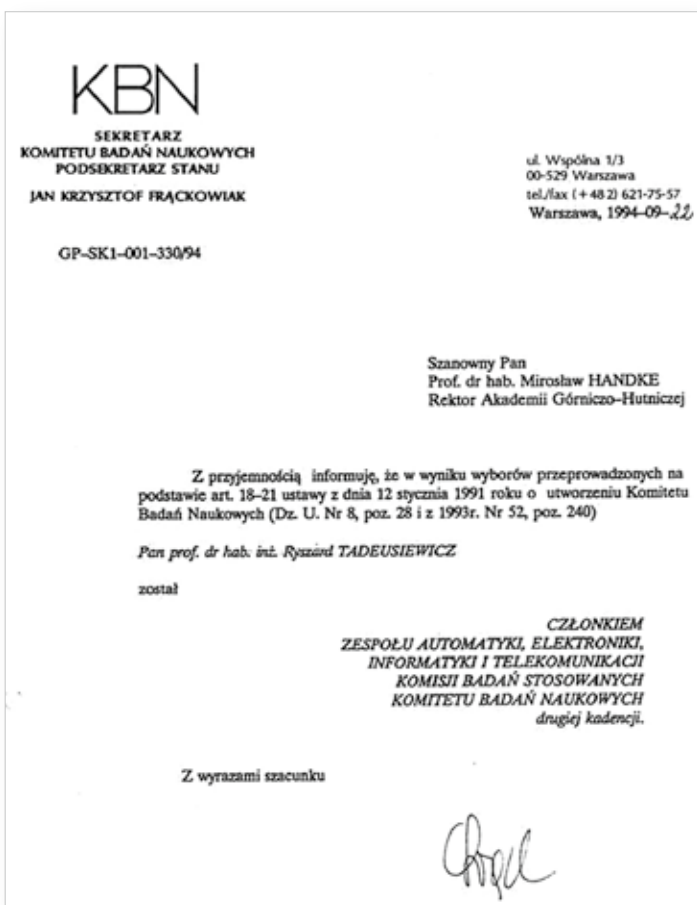 KBN
SEKRETARZ
KOMITETU BADAŃ NAUKOWYCH
PODSEKRETARZ STANU
JAN KRZYSZTOF FRĄCKOWIAK
ul. Wspólna 1/3
00-529 Warszawa
tel./fax (+48 2) 621-75-57
Warszawa, 1994-09-22
GP-SK1-001-330/94
Szanowny Pan
Prof. dr hab. Mirosław HANDKE
Rektor Akademii Górniczo-Hutniczej
Z przyjemnością informuję, że w wyniku wyborów przeprowadzonych na
podstawie art. 18-21 ustawy z dnia 12 stycznia 1991 roku o utworzeniu Komitetu
Badań Naukowych (Dz. U. Nr 8, poz. 28 i z 1993r. Nr 52, poz. 240)
Pan prof. dr hab. inż. Ryszard TADEUSIEWICZ
został
CZŁONKIEM
ZESPOŁU AUTOMATYKI, ELEKTRONIKI,
INFORMATYKI I TELEKOMUNIKACJI
KOMISJI BADAŃ STOSOWANYCH
KOMITETU BADAŃ NAUKOWYCH
drugiej kadencji.
Z wyrazami szacunku